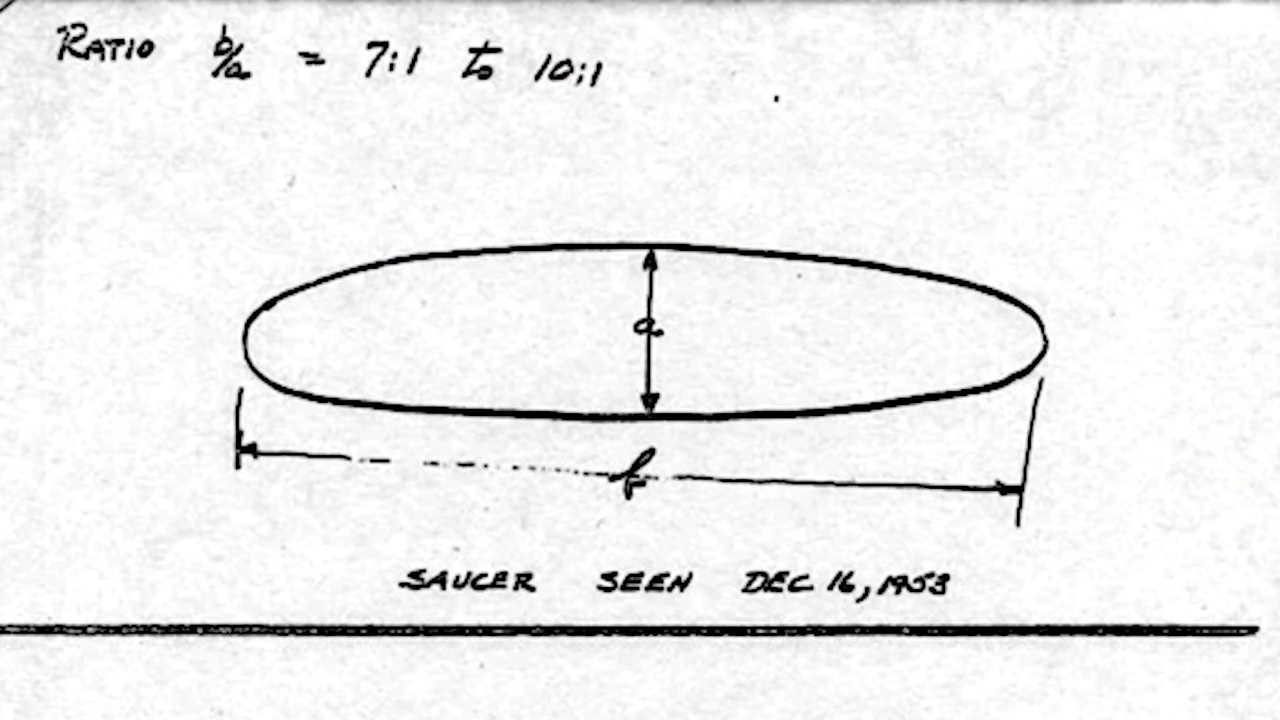 RATIO b/a = 7:1 to 10:1
a
b
SAUCER SEEN DEC 16, 1953